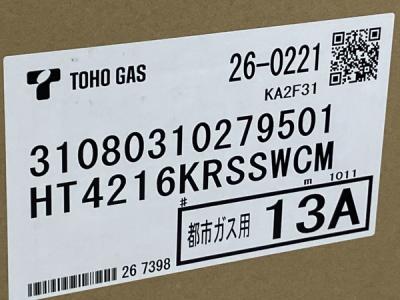 TOHO GAS
26-0221
KA2F31
31080310279501
HT4216KRSSWCM
# m 1011
都市ガス用 13A
26 7398